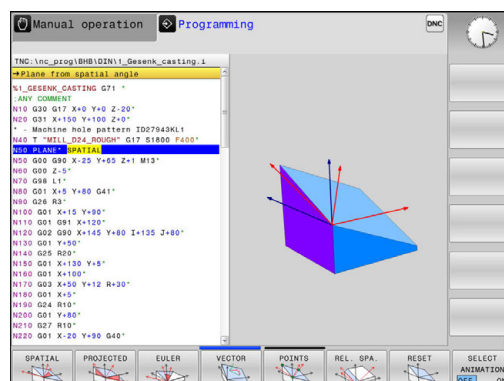 Manual operation
Programming
DNC
TNC:\nc_prog\BHB\DIN\1_Gesenk_casting.i
→Plane from spatial angle
%1_GESENK_CASTING G71 *
;ANY COMMENT
N10 G30 G17 X+0 Y+0 Z-20*
N20 G31 X+150 Y+100 Z+0*
* - Machine hole pattern ID27943KL1
N40 T "MILL_D24_ROUGH" G17 S1800 F400*
N50 PLANE* SPATIAL
N50 G00 G90 X-25 Y+65 Z+1 M13*
N60 G00 Z-5*
N70 G98 L1*
N80 G01 X+5 Y+80 G41*
N90 G26 R3*
N100 G01 X+15 Y+90*
N110 G01 G91 X+120*
N120 G02 G90 X+145 Y+80 I+135 J+80*
N130 G01 Y+50*
N140 G25 R20*
N150 G01 X+130 Y+5*
N160 G01 X+100*
N170 G03 X+50 Y+12 R+30*
N180 G01 X+5*
N190 G24 R10*
N200 G01 Y+80*
N210 G27 R10*
N220 G01 X-20 Y+90 G40*
SPATIAL
PROJECTED
EULER
VECTOR
POINTS
REL. SPA.
RESET
SELECT
ANIMATION
OFF